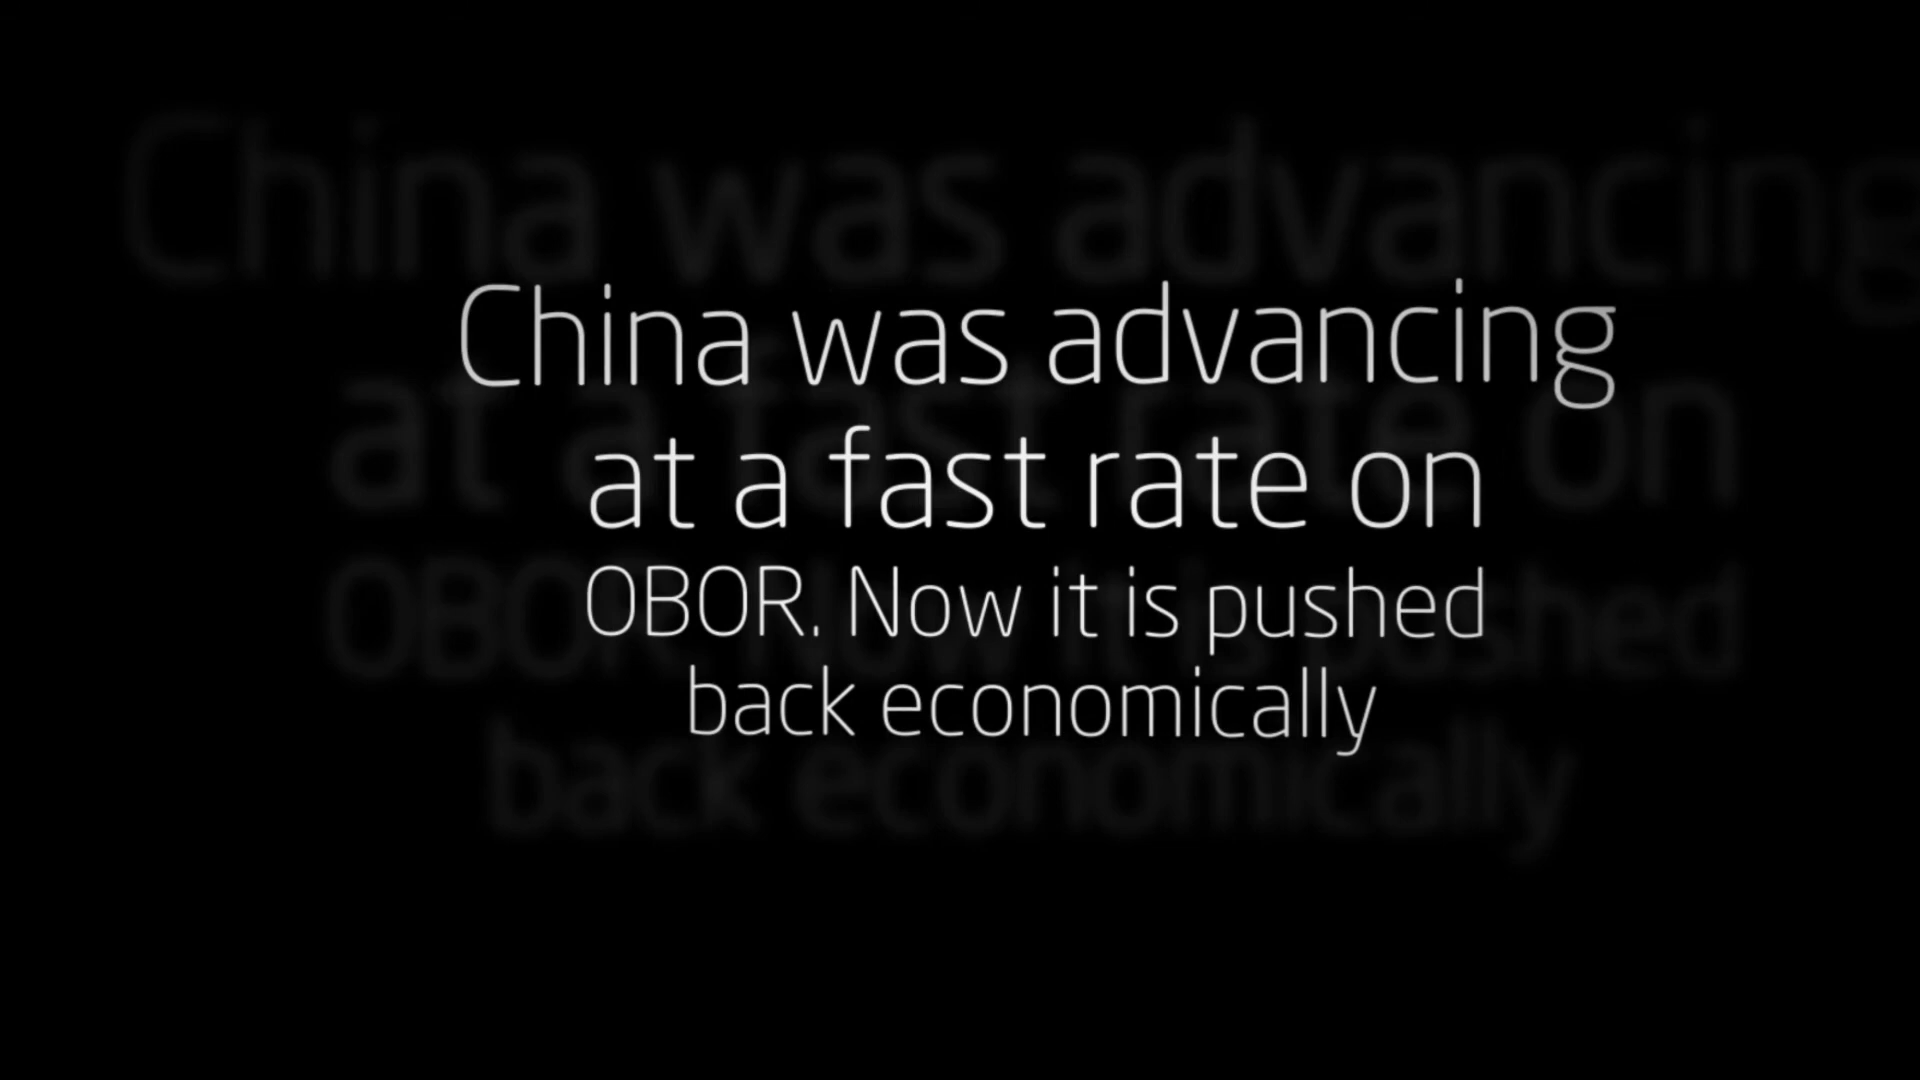 China was advancing
at a fast rate on
OBOR. Now it is pushed
back economically